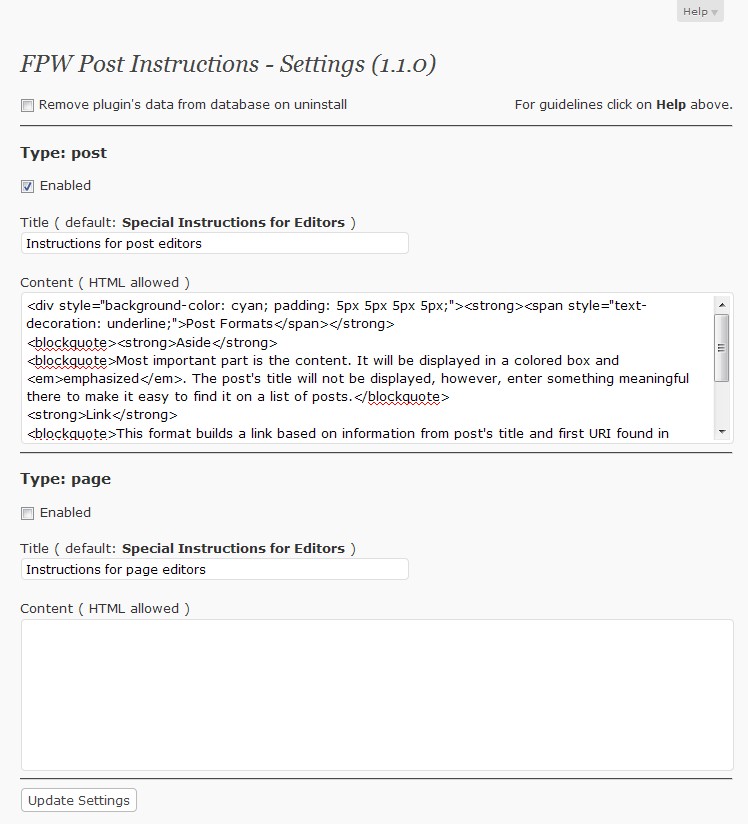 Help
FPW Post Instructions - Settings (1.1.0)
Remove plugin's data from database on uninstall For guidelines click on Help above.
Type: post
Enabled
Title ( default: Special Instructions for Editors )
Instructions for post editors
Content ( HTML allowed )
<div style="background-color: cyan; padding: 5px 5px 5px 5px;"><strong><span style="text-
decoration: underline;">Post Formats</span></strong>
<blockquote><strong>Aside</strong>
<blockquote>Most important part is the content. It will be displayed in a colored box and
<em>emphasized</em>. The post's title will not be displayed, however, enter something meaningful
there to make it easy to find it on a list of posts.</blockquote>
<strong>Link</strong>
<blockquote>This format builds a link based on information from post's title and first URI found in
Type: page
Enabled
Title ( default: Special Instructions for Editors )
Instructions for page editors
Content ( HTML allowed )
Update Settings